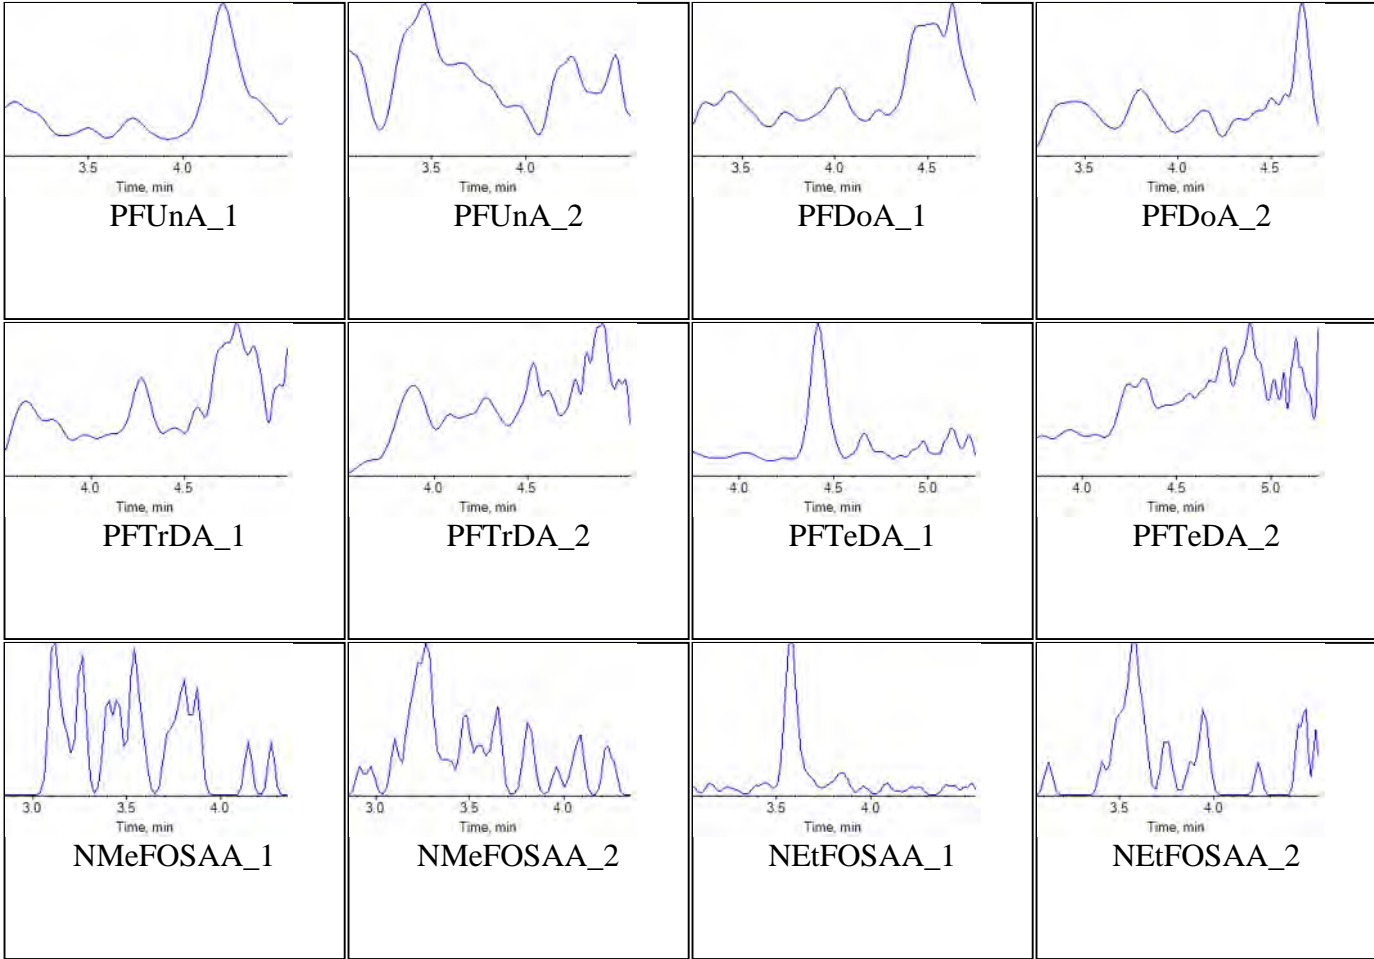 3.5 4.0
Time, min
PFUnA_1
3.5 4.0
Time, min
PFUnA_2
3.5 4.0 4.5
Time, min
PFDoA_1
3.5 4.0 4.5
Time, min
PFDoA_2
4.0 4.5
Time, min
PFTrDA_1
4.0 4.5
Time, min
PFTrDA_2
4.0 4.5 5.0
Time, min
PFTeDA_1
4.0 4.5 5.0
Time, min
PFTeDA_2
3.0 3.5 4.0
Time, min
NMeFOSAA_1
3.0 3.5 4.0
Time, min
NMeFOSAA_2
3.5 4.0
Time, min
NEtFOSAA_1
3.5 4.0
Time, min
NEtFOSAA_2